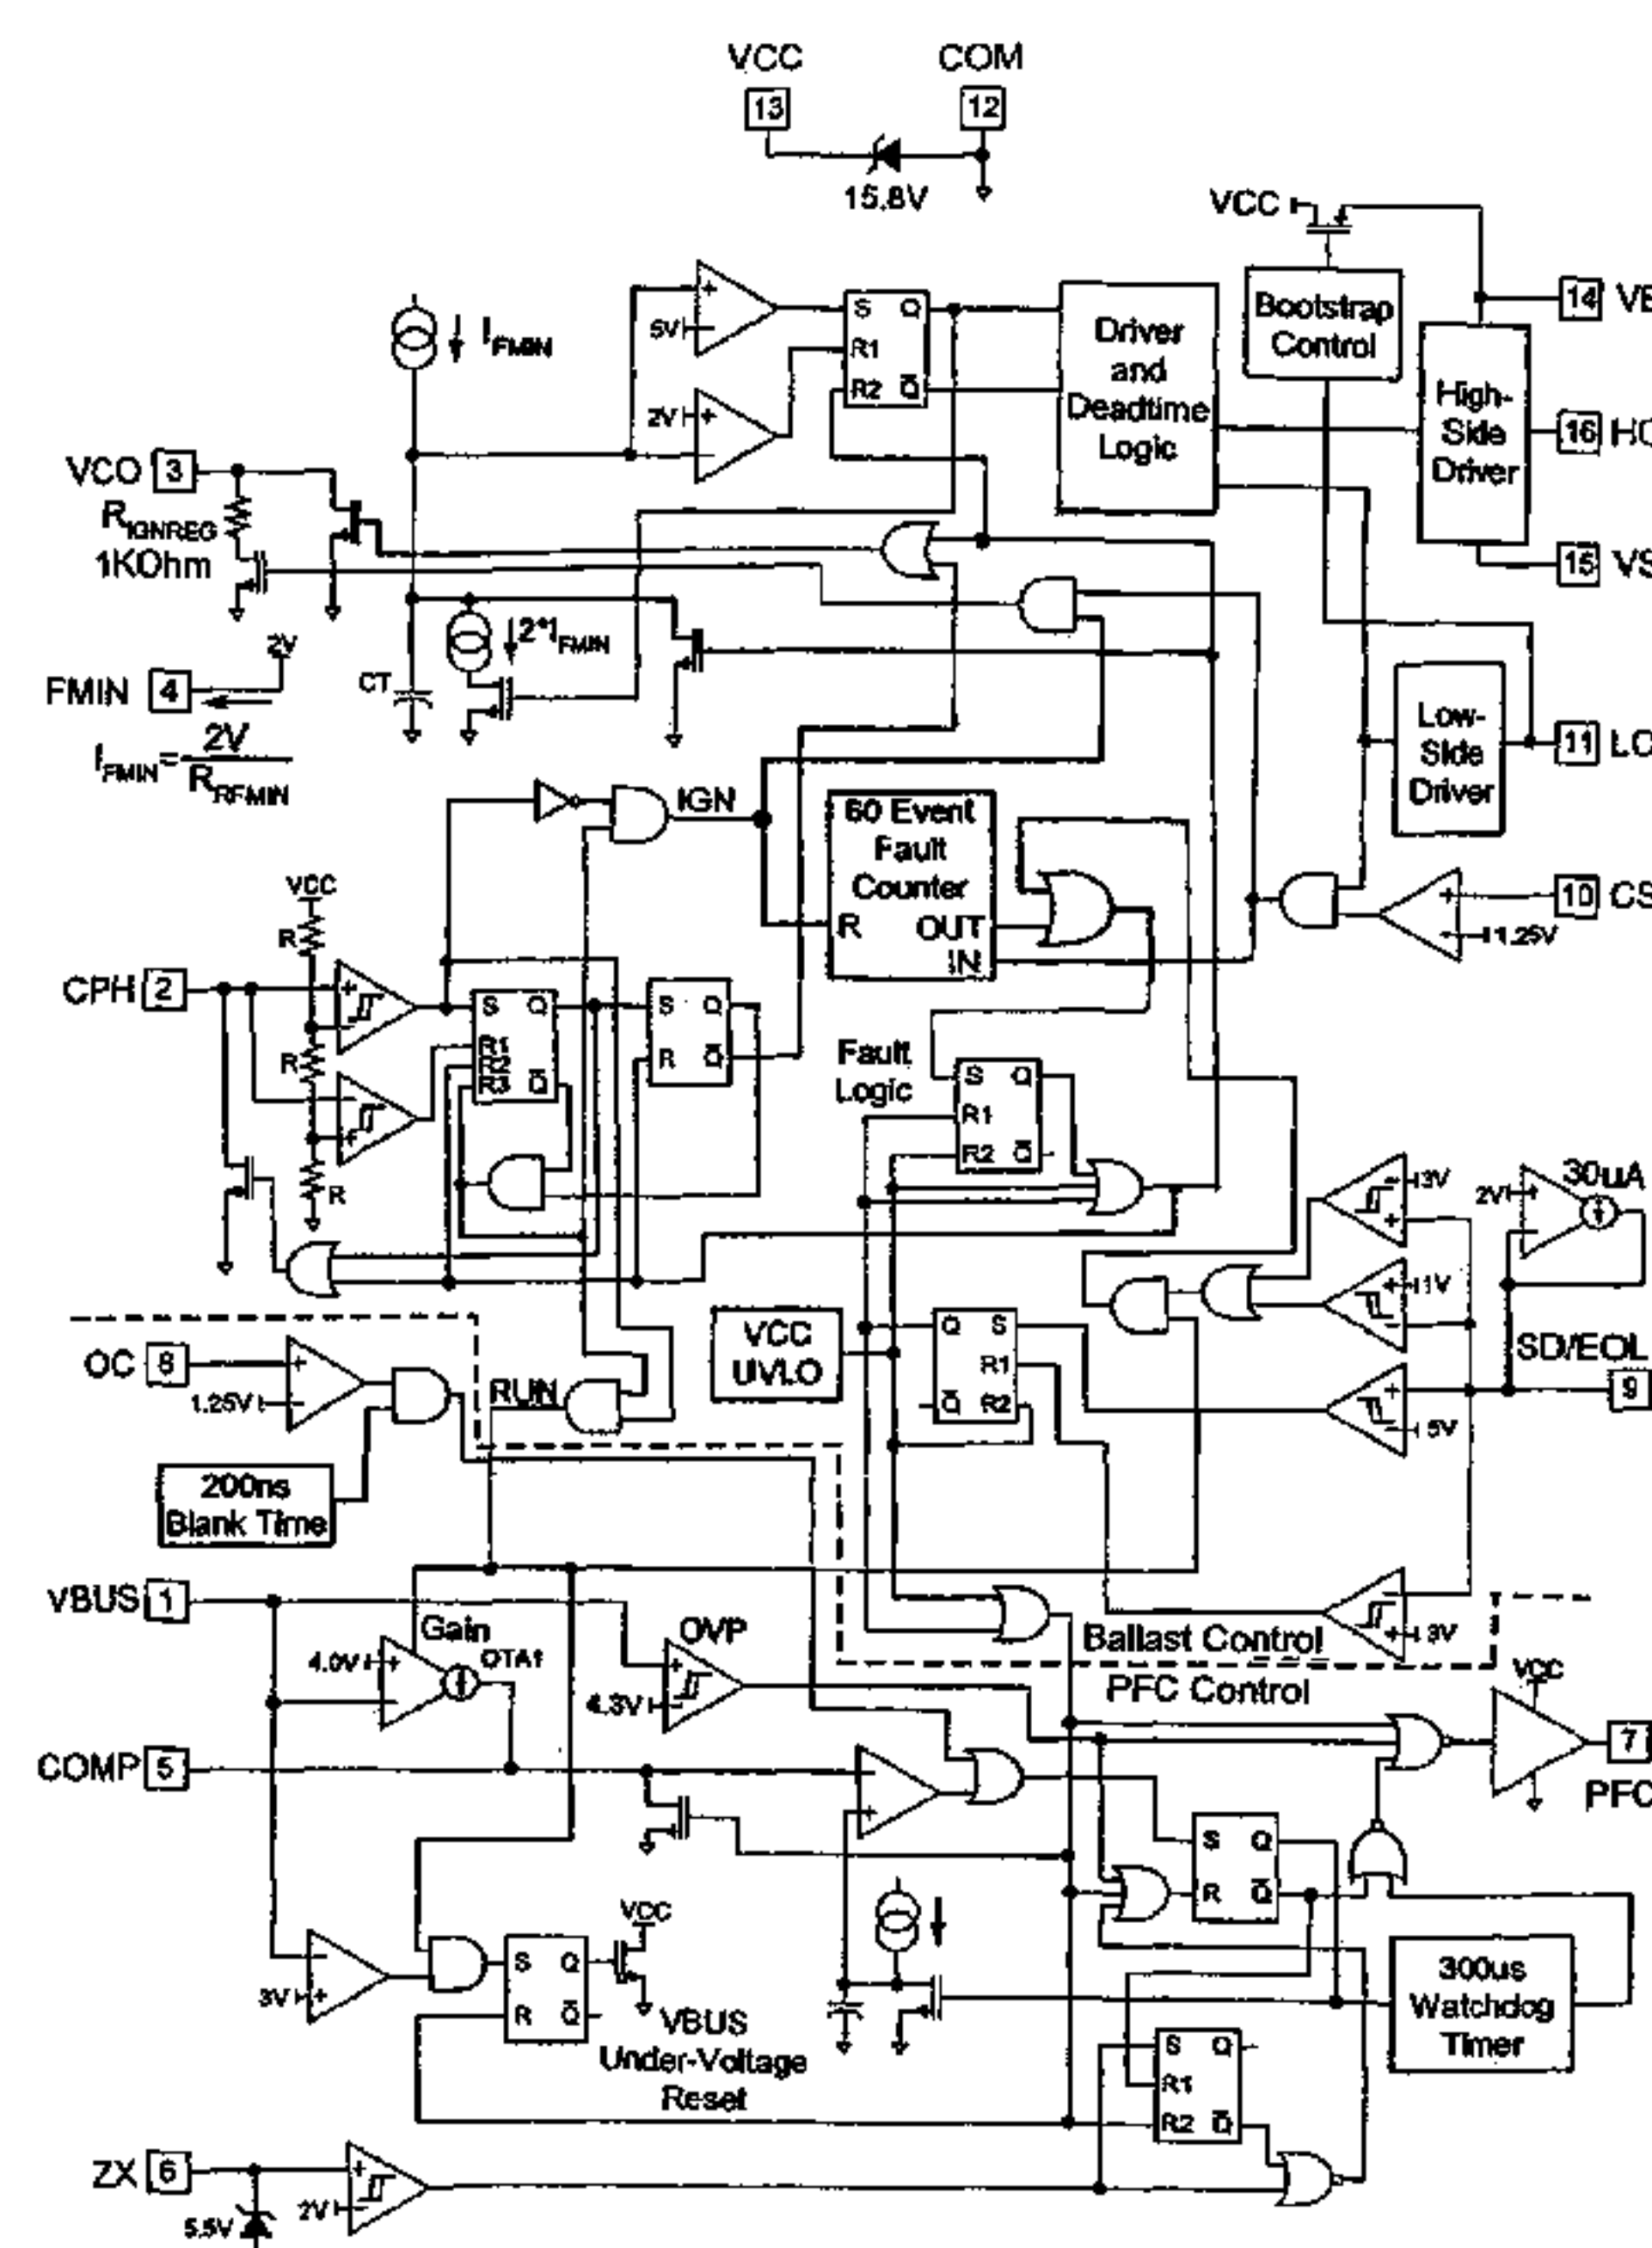 VCC
COM
13
12
15.8V
VCC
Bootstrap
Control
14
5V
S
Q
R1
R2
Q̅
Driver
and
Deadtime
Logic
I FMIN
2V
High-
Side
Driver
16
VCO
3
R IGNREG
1KOhm
15
2V
2*I FMIN
CT
FMIN
4
I FMIN = 2V
R RFMIN
Low-
Side
Driver
11
IGN
60 Event
Fault
Counter
R
OUT
IN
10
CS
1.25V
VCC
R
CPH
2
S
Q
R1
R2
R3
Q̅
S
Q
R
Q̅
R
R
Fault
Logic
S
Q
R1
R2
Q̅
3V
2V
30uA
1V
VCC
UVLO
Q
S
R1
Q̅
R2
SD/EOL
9
5V
OC
8
1.25V
RUN
200ns
Blank Time
VBUS
1
Gain
4.0V
OTA1
OVP
4.3V
3V
Ballast Control
PFC Control
VCC
7
PFC
COMP
5
S
Q
R
Q̅
VCC
3V
S
Q
R
Q̅
VBUS
Under-Voltage
Reset
300us
Watchdog
Timer
S
Q
R1
R2
Q̅
ZX
6
2V
5.5V